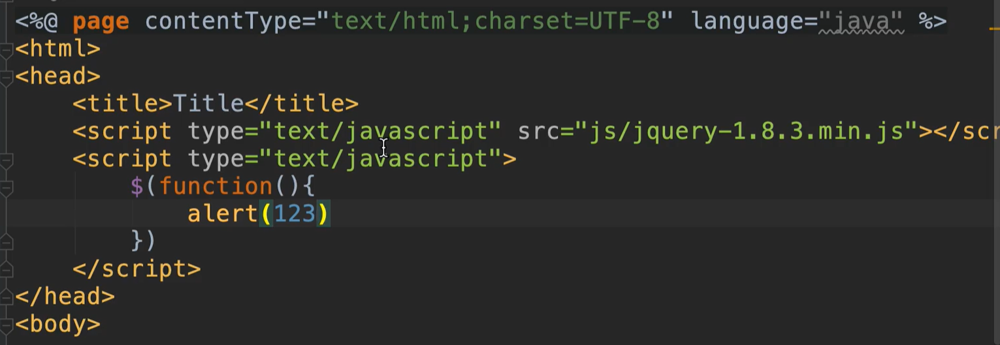 <%@ page contentType="text/html;charset=UTF-8" language="java" %>
<html>
<head>
    <title>Title</title>
    <script type="text/javascript" src="js/jquery-1.8.3.min.js"></scr
    <script type="text/javascript">
        $(function(){
            alert(123)
        })
    </script>
</head>
<body>